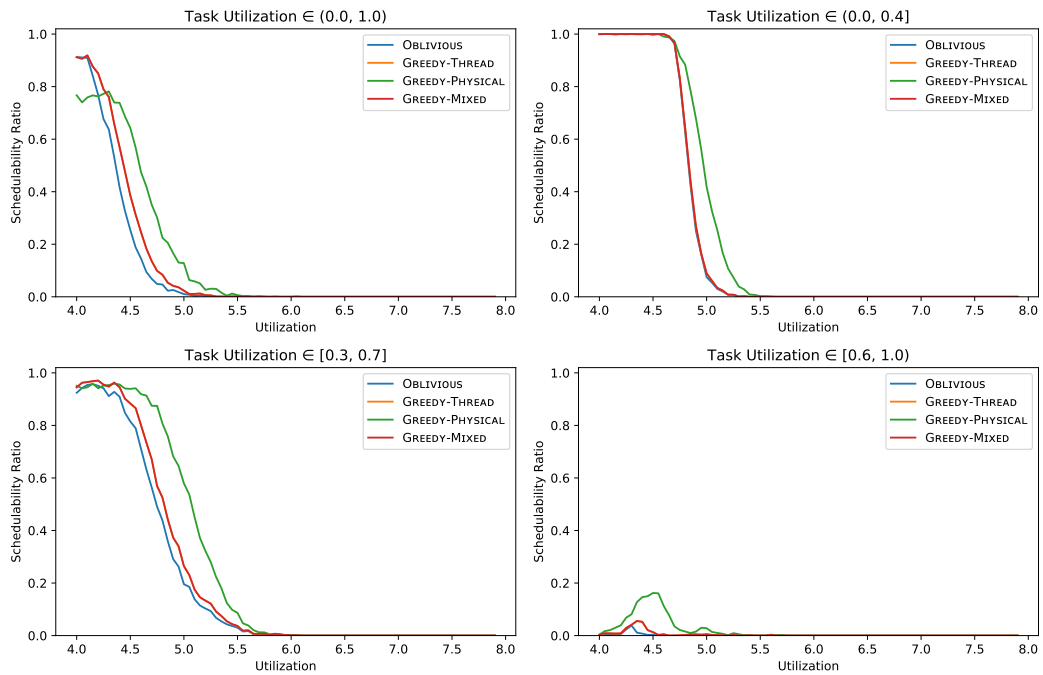 Task Utilization ∈ (0.0, 1.0)
1.0
0.8
0.6
0.4
0.2
0.0
Schedulability Ratio
Oblivious
Greedy-Thread
Greedy-Physical
Greedy-Mixed
4.0 4.5 5.0 5.5 6.0 6.5 7.0 7.5 8.0
Utilization
Task Utilization ∈ (0.0, 0.4]
1.0
0.8
0.6
0.4
0.2
0.0
Schedulability Ratio
Oblivious
Greedy-Thread
Greedy-Physical
Greedy-Mixed
4.0 4.5 5.0 5.5 6.0 6.5 7.0 7.5 8.0
Utilization
Task Utilization ∈ [0.3, 0.7]
1.0
0.8
0.6
0.4
0.2
0.0
Schedulability Ratio
Oblivious
Greedy-Thread
Greedy-Physical
Greedy-Mixed
4.0 4.5 5.0 5.5 6.0 6.5 7.0 7.5 8.0
Utilization
Task Utilization ∈ [0.6, 1.0)
1.0
0.8
0.6
0.4
0.2
0.0
Schedulability Ratio
Oblivious
Greedy-Thread
Greedy-Physical
Greedy-Mixed
4.0 4.5 5.0 5.5 6.0 6.5 7.0 7.5 8.0
Utilization